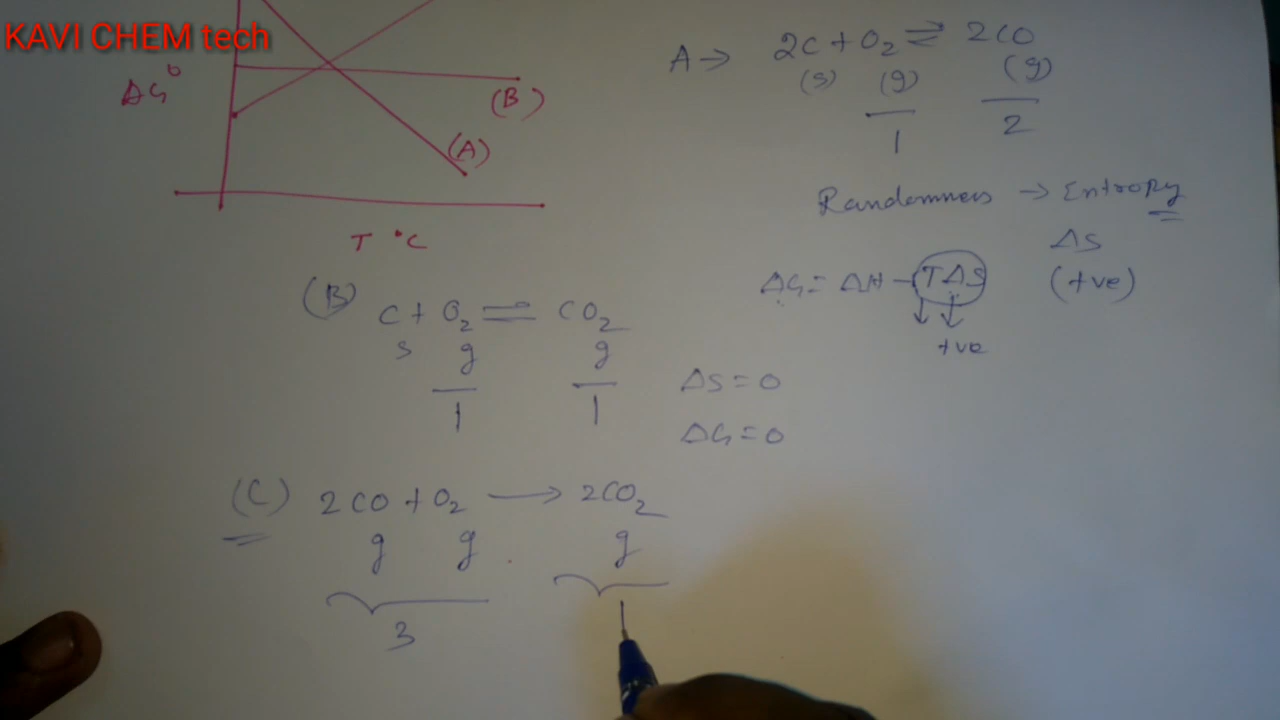 KAVI CHEM tech
ΔG°
(B)
(A)
T °C
A → 2C + O₂ ⇌ 2CO
(s) (g) (g)
1 2
Randomness → Entropy
ΔS
ΔG = ΔH - TΔS (+ve)
+ve
(B) C + O₂ ⇌ CO₂
s g g
1 1
ΔS = 0
ΔG = 0
(C) 2CO + O₂ → 2CO₂
g g g
3